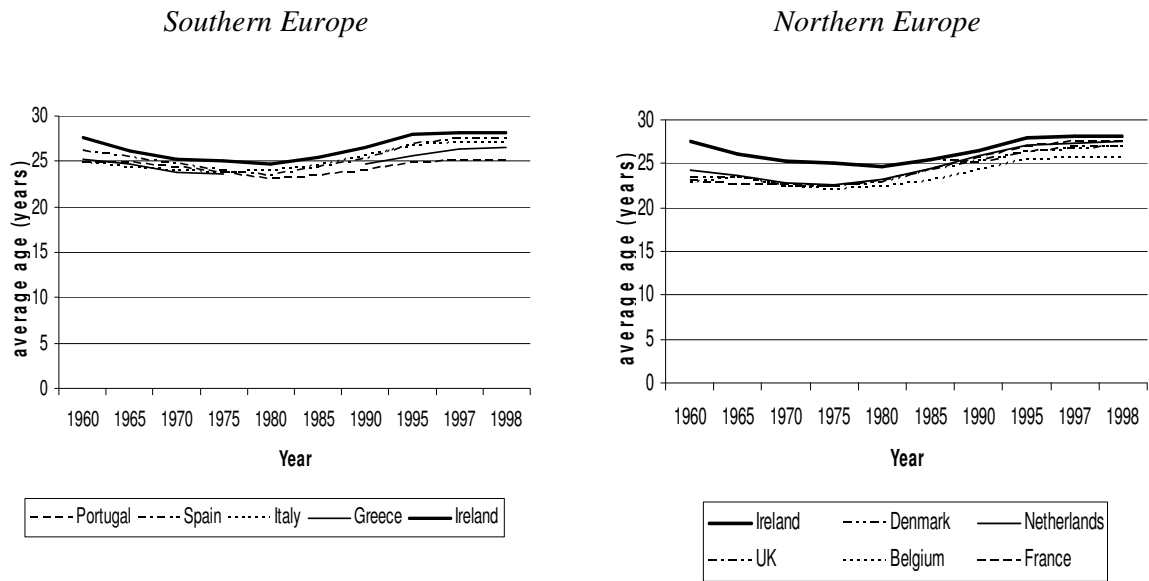 Southern Europe
average age (years)
30
25
20
15
10
5
0
1960 1965 1970 1975 1980 1985 1990 1995 1997 1998
Year
Portugal Spain Italy Greece Ireland
Northern Europe
average age (years)
30
25
20
15
10
5
0
1960 1965 1970 1975 1980 1985 1990 1995 1997 1998
Year
Ireland Denmark Netherlands
UK Belgium France